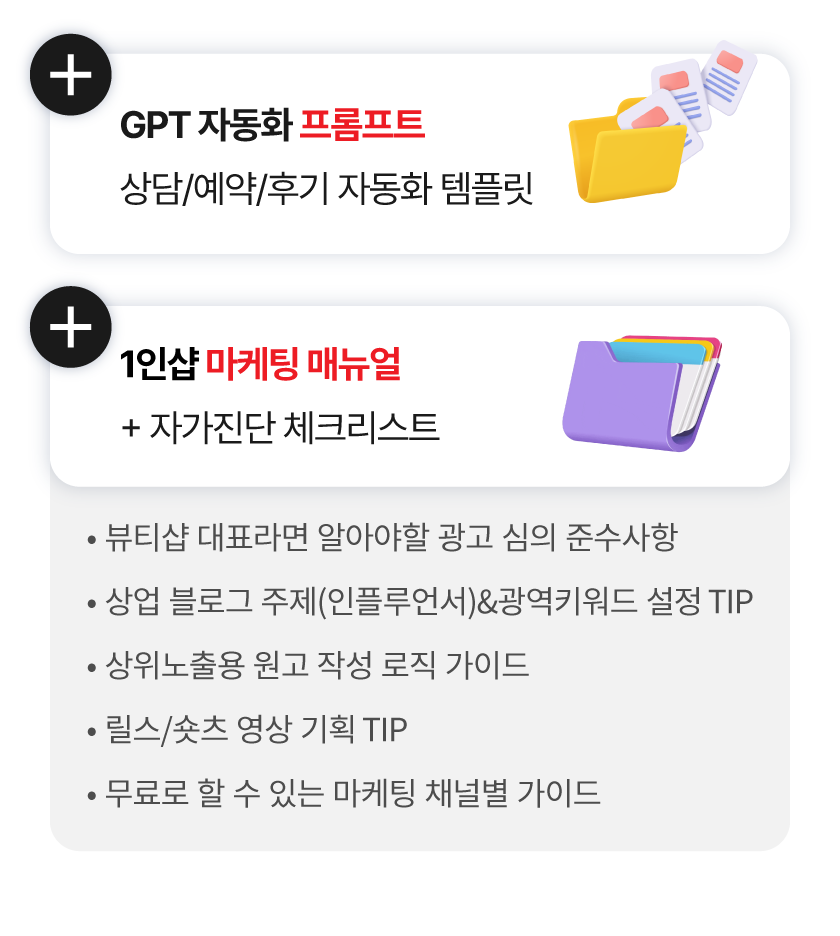 GPT 자동화 프롬프트
상담/예약/후기 자동화 템플릿
1인샵 마케팅 매뉴얼
+ 자가진단 체크리스트
• 뷰티샵 대표라면 알아야할 광고 심의 준수사항
• 상업 블로그 주제(인플루언서)&광역키워드 설정 TIP
• 상위노출용 원고 작성 로직 가이드
• 릴스/숏츠 영상 기획 TIP
• 무료로 할 수 있는 마케팅 채널별 가이드